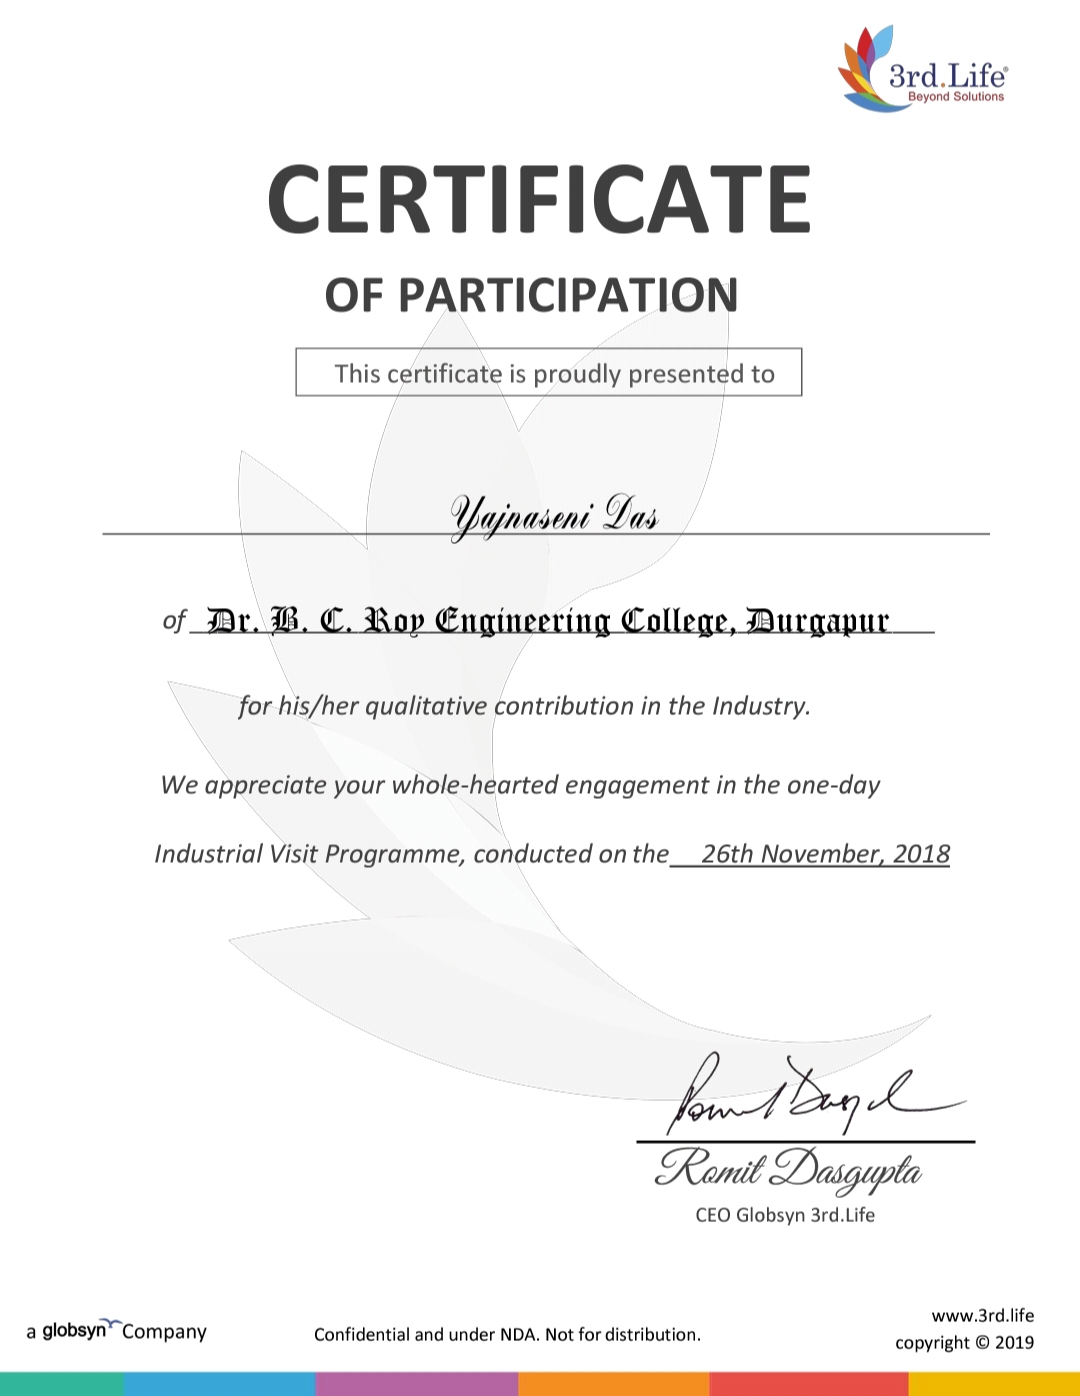 3rd.Life®
Beyond Solutions
CERTIFICATE
OF PARTICIPATION
This certificate is proudly presented to
Yajnaseni Das
of Dr. B. C. Roy Engineering College, Durgapur
for his/her qualitative contribution in the Industry.
We appreciate your whole-hearted engagement in the one-day
Industrial Visit Programme, conducted on the 26th November, 2018
Romit Dasgupta
CEO Globsyn 3rd.Life
a globsyn Company
Confidential and under NDA. Not for distribution.
www.3rd.life
copyright © 2019